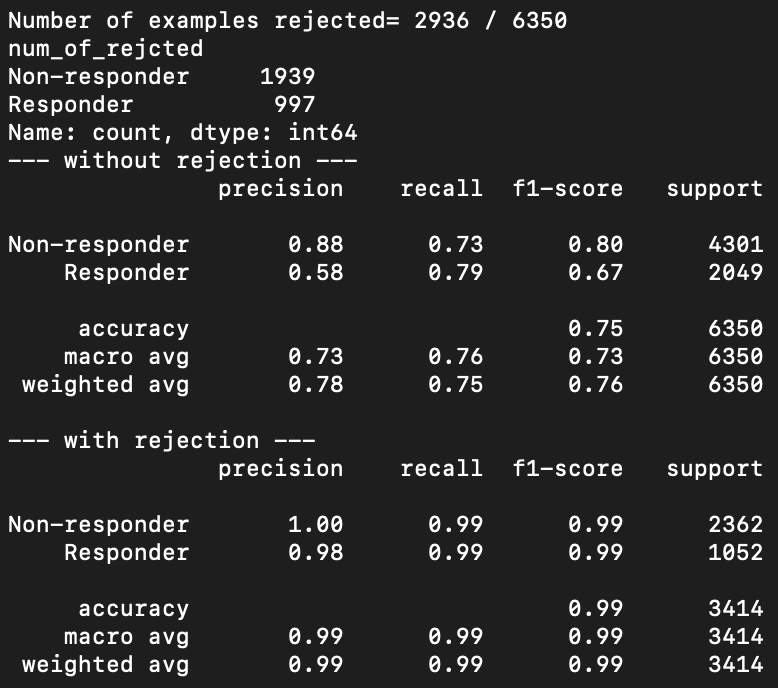 Number of examples rejected= 2936 / 6350
num_of_rejcted
Non-responder     1939
Responder          997
Name: count, dtype: int64
--- without rejection ---
               precision    recall  f1-score   support

Non-responder       0.88      0.73      0.80      4301
    Responder       0.58      0.79      0.67      2049

     accuracy                           0.75      6350
    macro avg       0.73      0.76      0.73      6350
 weighted avg       0.78      0.75      0.76      6350

--- with rejection ---
               precision    recall  f1-score   support

Non-responder       1.00      0.99      0.99      2362
    Responder       0.98      0.99      0.99      1052

     accuracy                           0.99      3414
    macro avg       0.99      0.99      0.99      3414
 weighted avg       0.99      0.99      0.99      3414